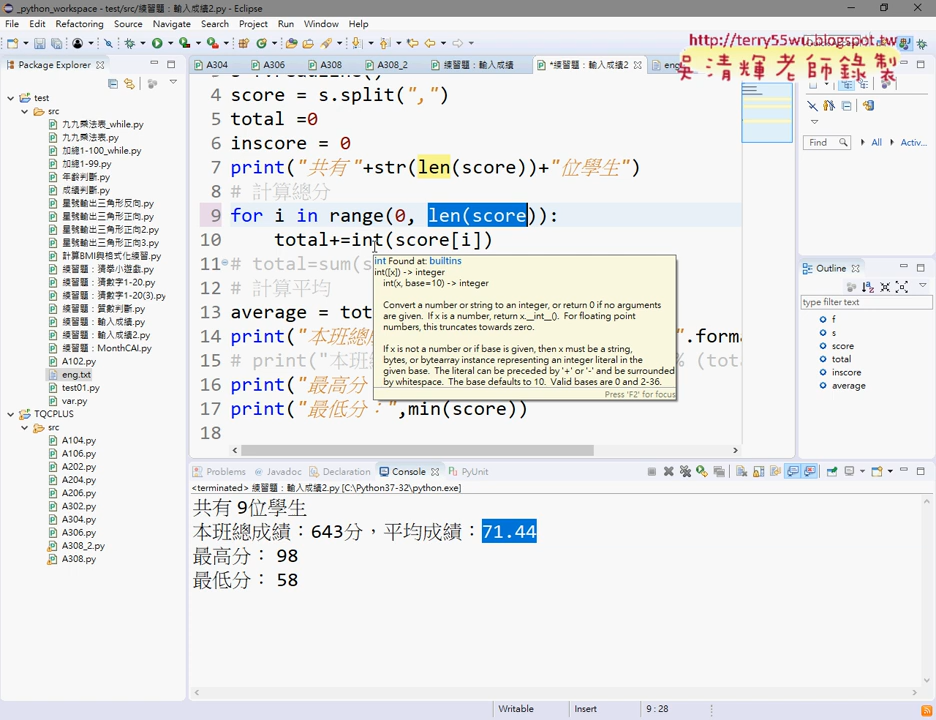 _python_workspace - test/src/練習題：輸入成績2.py - Eclipse
File Edit Refactoring Source Navigate Search Project Run Window Help
http://terry55wu.blogspot.tw
吳清輝老師錄製
Package Explorer
A304 A306 A308 A308_2 練習題：輸入成績 *練習題：輸入成績2
test
src
九九乘法表_while.py
九九乘法表.py
加總1-100_while.py
加總1-99.py
年齡判斷.py
成績判斷.py
星號輸出三角形反向.py
星號輸出三角形正向.py
星號輸出三角形正向2.py
星號輸出三角形正向3.py
計算BMI與格式化練習.py
練習題：清拳小遊戲.py
練習題：猜數字1-20.py
練習題：猜數字1-20(3).py
練習題：質數判斷.py
練習題：輸入成績.py
練習題：輸入成績2.py
練習題：MonthCAl.py
A102.py
eng.txt
test01.py
var.py
TQCPLUS
src
A104.py
A106.py
A202.py
A204.py
A206.py
A302.py
A304.py
A306.py
A308_2.py
A308.py
4 score = s.split(",")
5 total =0
6 inscore = 0
7 print("共有 "+str(len(score))+"位學生")
8 # 計算總分
9 for i in range(0, len(score)):
10 total+=int(score[i])
11 # total=sum(s
12 # 計算平均
13 average = tot
14 print("本班總成 ".forma
15 # print("本班 % (tota
16 print("最高分
17 print("最低分：",min(score))
18
int Found at: builtins
int([x]) -> integer
int(x, base=10) -> integer
Convert a number or string to an integer, or return 0 if no arguments
are given. If x is a number, return x.__int__(). For floating point
numbers, this truncates towards zero.
If x is not a number or if base is given, then x must be a string,
bytes, or bytearray instance representing an integer literal in the
given base. The literal can be preceded by '+' or '-' and be surrounded
by whitespace. The base defaults to 10. Valid bases are 0 and 2-36.
Press 'F2' for focus
Find All Activ...
Outline
type filter text
f
s
score
total
inscore
average
Problems Javadoc Declaration Console PyUnit
<terminated> 練習題：輸入成績2.py [C:\Python37-32\python.exe]
共有 9位學生
本班總成績：643分，平均成績：71.44
最高分： 98
最低分： 58
Writable Insert 9 : 28